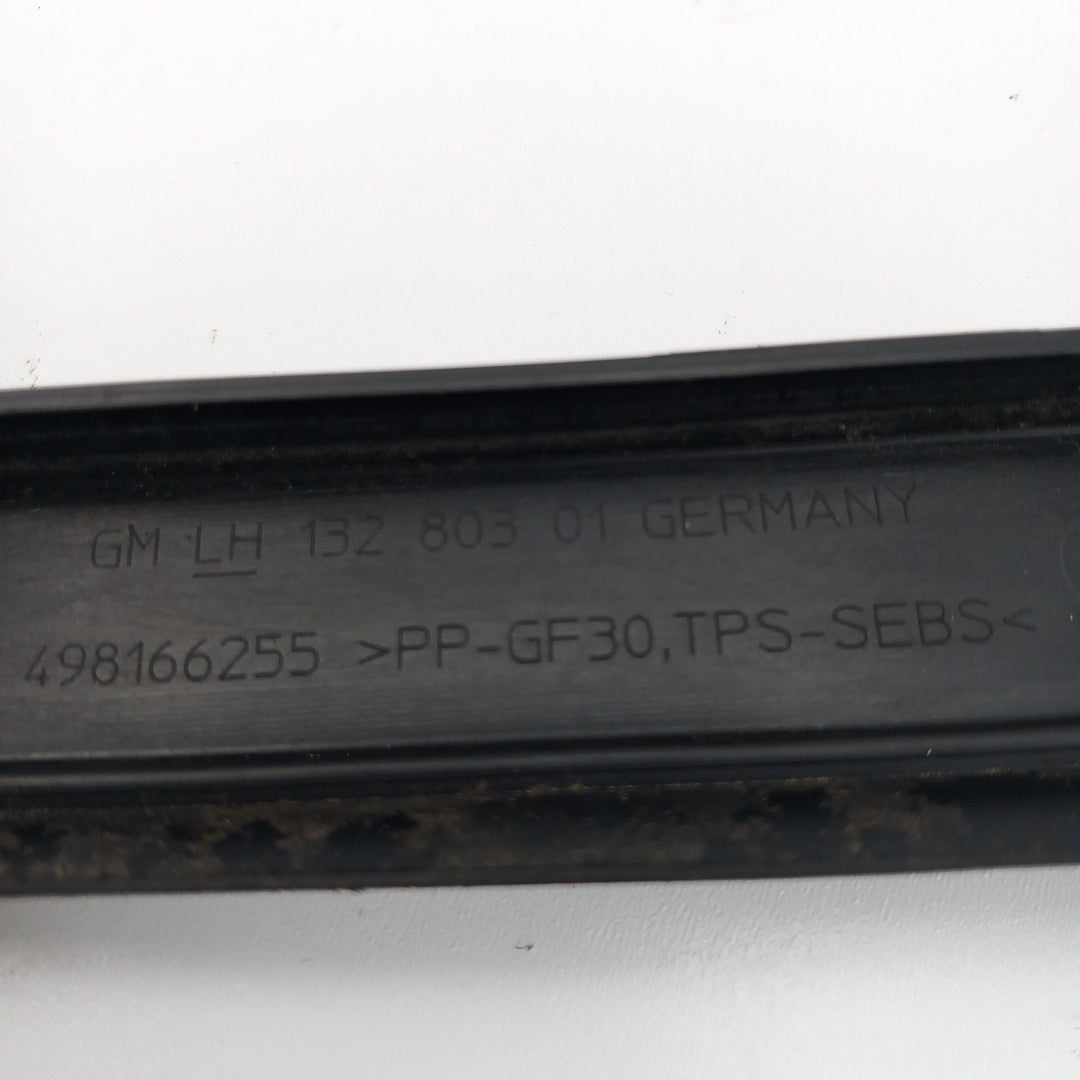 GM LH 132 803 01 GERMANY
498166255 >PP-GF30,TPS-SEBS<